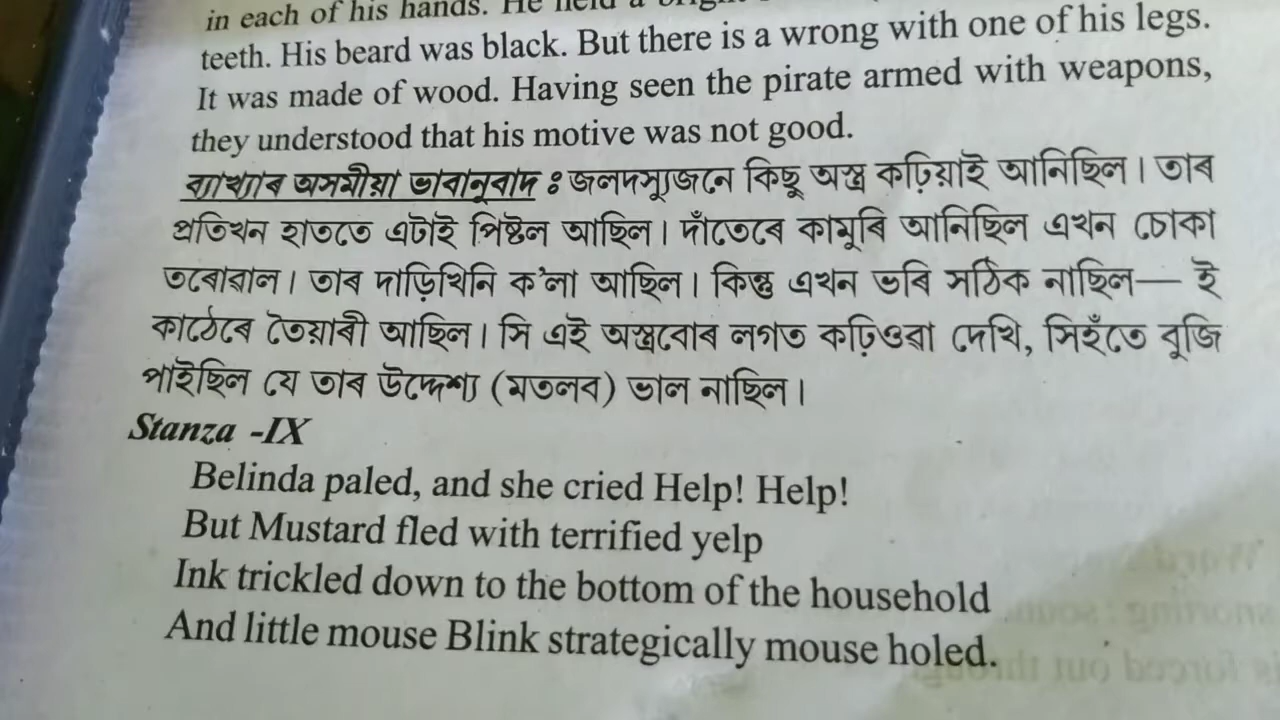 in each of his hands. He held a
teeth. His beard was black. But there is a wrong with one of his legs.
It was made of wood. Having seen the pirate armed with weapons,
they understood that his motive was not good.
ব্যাখ্যাৰ অসমীয়া ভাবানুবাদ ঃ জলদস্যুজনে কিছু অস্ত্ৰ কঢ়িয়াই আনিছিল। তাৰ
প্ৰতিখন হাততে এটাই পিষ্টল আছিল। দাঁতেৰে কামুৰি আনিছিল এখন চোকা
তৰোৱাল। তাৰ দাড়িখিনি ক'লা আছিল। কিন্তু এখন ভৰি সঠিক নাছিল— ই
কাঠেৰে তৈয়াৰী আছিল। সি এই অস্ত্ৰবোৰ লগত কঢ়িওৱা দেখি, সিহঁতে বুজি
পাইছিল যে তাৰ উদ্দেশ্য (মতলব) ভাল নাছিল।
Stanza -IX
Belinda paled, and she cried Help! Help!
But Mustard fled with terrified yelp
Ink trickled down to the bottom of the household
And little mouse Blink strategically mouse holed.